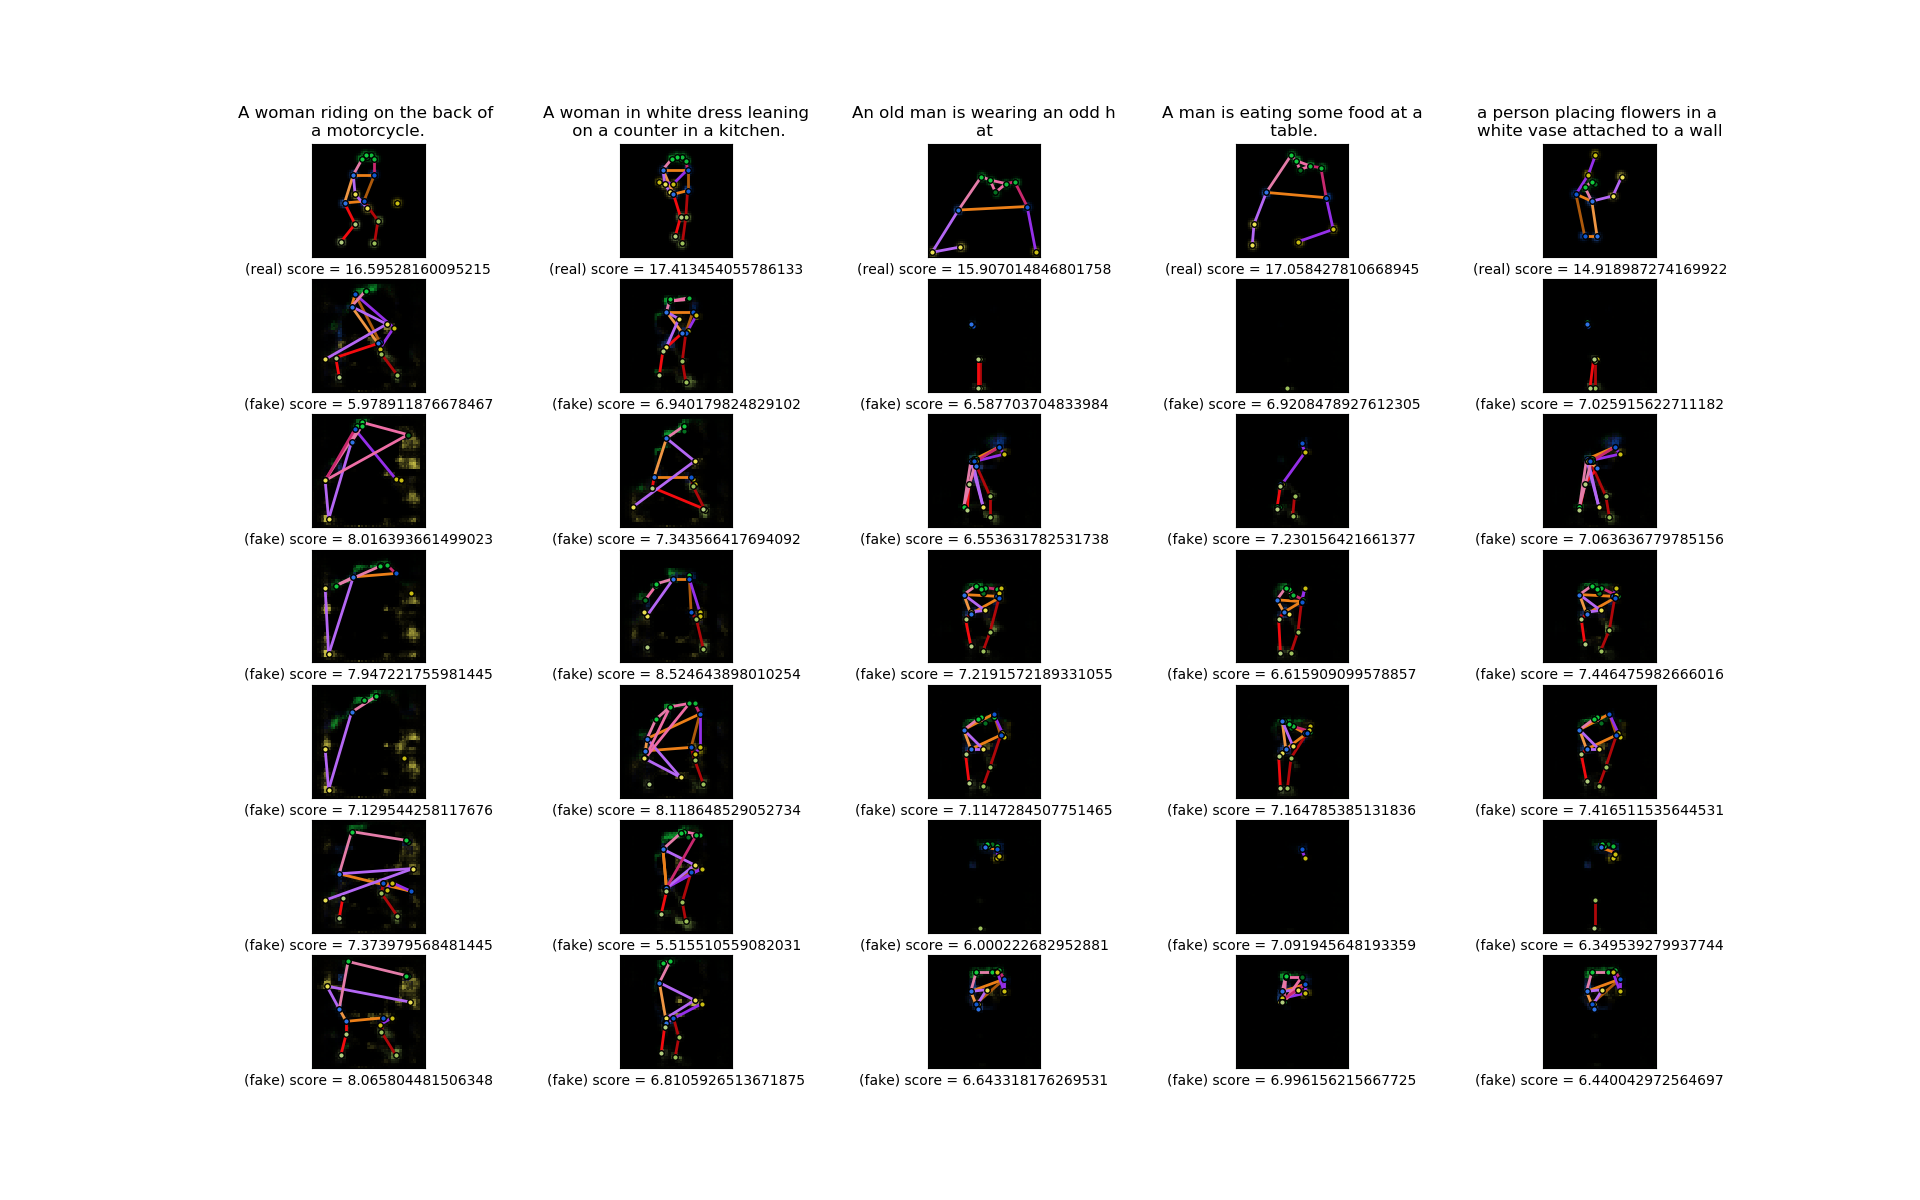 A woman riding on the back of
a motorcycle.
A woman in white dress leaning
on a counter in a kitchen.
An old man is wearing an odd h
at
A man is eating some food at a
table.
a person placing flowers in a
white vase attached to a wall
(real) score = 16.59528160095215
(real) score = 17.413454055786133
(real) score = 15.907014846801758
(real) score = 17.058427810668945
(real) score = 14.918987274169922
(fake) score = 5.978911876678467
(fake) score = 6.940179824829102
(fake) score = 6.587703704833984
(fake) score = 6.9208478927612305
(fake) score = 7.025915622711182
(fake) score = 8.016393661499023
(fake) score = 7.343566417694092
(fake) score = 6.553631782531738
(fake) score = 7.230156421661377
(fake) score = 7.063636779785156
(fake) score = 7.947221755981445
(fake) score = 8.524643898010254
(fake) score = 7.2191572189331055
(fake) score = 6.615909099578857
(fake) score = 7.446475982666016
(fake) score = 7.129544258117676
(fake) score = 8.118648529052734
(fake) score = 7.1147284507751465
(fake) score = 7.164785385131836
(fake) score = 7.416511535644531
(fake) score = 7.373979568481445
(fake) score = 5.515510559082031
(fake) score = 6.000222682952881
(fake) score = 7.091945648193359
(fake) score = 6.349539279937744
(fake) score = 8.065804481506348
(fake) score = 6.8105926513671875
(fake) score = 6.643318176269531
(fake) score = 6.996156215667725
(fake) score = 6.440042972564697